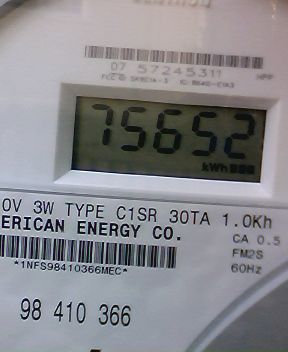 07 57245311
HPP
75652
kWh
0V 3W TYPE C1SR 30TA 1.0Kh
ERICAN ENERGY CO.
CA 0.5
FM2S
*1NFS98410366MEC*
60Hz
98 410 366